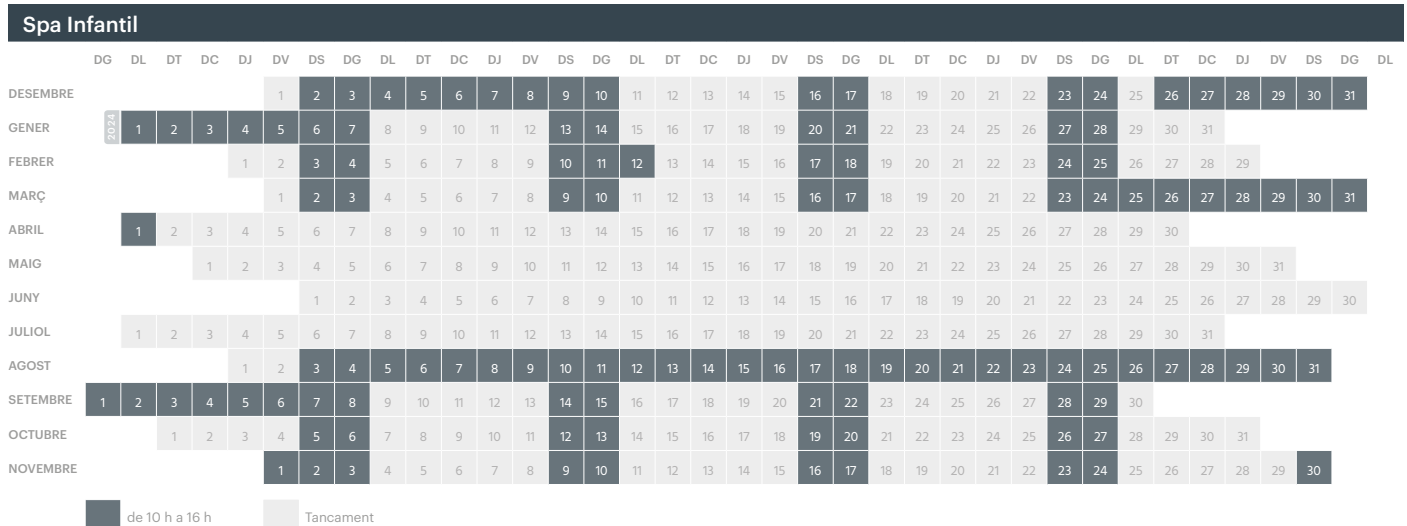 Spa Infantil
DG DL DT DC DJ DV DS DG DL DT DC DJ DV DS DG DL DT DC DJ DV DS DG DL DT DC DJ DV DS DG DL DT DC DJ DV DS DG DL
DESEMBRE 1 2 3 4 5 6 7 8 9 10 11 12 13 14 15 16 17 18 19 20 21 22 23 24 25 26 27 28 29 30 31
GENER 2024 1 2 3 4 5 6 7 8 9 10 11 12 13 14 15 16 17 18 19 20 21 22 23 24 25 26 27 28 29 30 31
FEBRER 1 2 3 4 5 6 7 8 9 10 11 12 13 14 15 16 17 18 19 20 21 22 23 24 25 26 27 28 29
MARÇ 1 2 3 4 5 6 7 8 9 10 11 12 13 14 15 16 17 18 19 20 21 22 23 24 25 26 27 28 29 30 31
ABRIL 1 2 3 4 5 6 7 8 9 10 11 12 13 14 15 16 17 18 19 20 21 22 23 24 25 26 27 28 29 30
MAIG 1 2 3 4 5 6 7 8 9 10 11 12 13 14 15 16 17 18 19 20 21 22 23 24 25 26 27 28 29 30 31
JUNY 1 2 3 4 5 6 7 8 9 10 11 12 13 14 15 16 17 18 19 20 21 22 23 24 25 26 27 28 29 30
JULIOL 1 2 3 4 5 6 7 8 9 10 11 12 13 14 15 16 17 18 19 20 21 22 23 24 25 26 27 28 29 30 31
AGOST 1 2 3 4 5 6 7 8 9 10 11 12 13 14 15 16 17 18 19 20 21 22 23 24 25 26 27 28 29 30 31
SETEMBRE 1 2 3 4 5 6 7 8 9 10 11 12 13 14 15 16 17 18 19 20 21 22 23 24 25 26 27 28 29 30
OCTUBRE 1 2 3 4 5 6 7 8 9 10 11 12 13 14 15 16 17 18 19 20 21 22 23 24 25 26 27 28 29 30 31
NOVEMBRE 1 2 3 4 5 6 7 8 9 10 11 12 13 14 15 16 17 18 19 20 21 22 23 24 25 26 27 28 29 30
de 10 h a 16 h Tancament